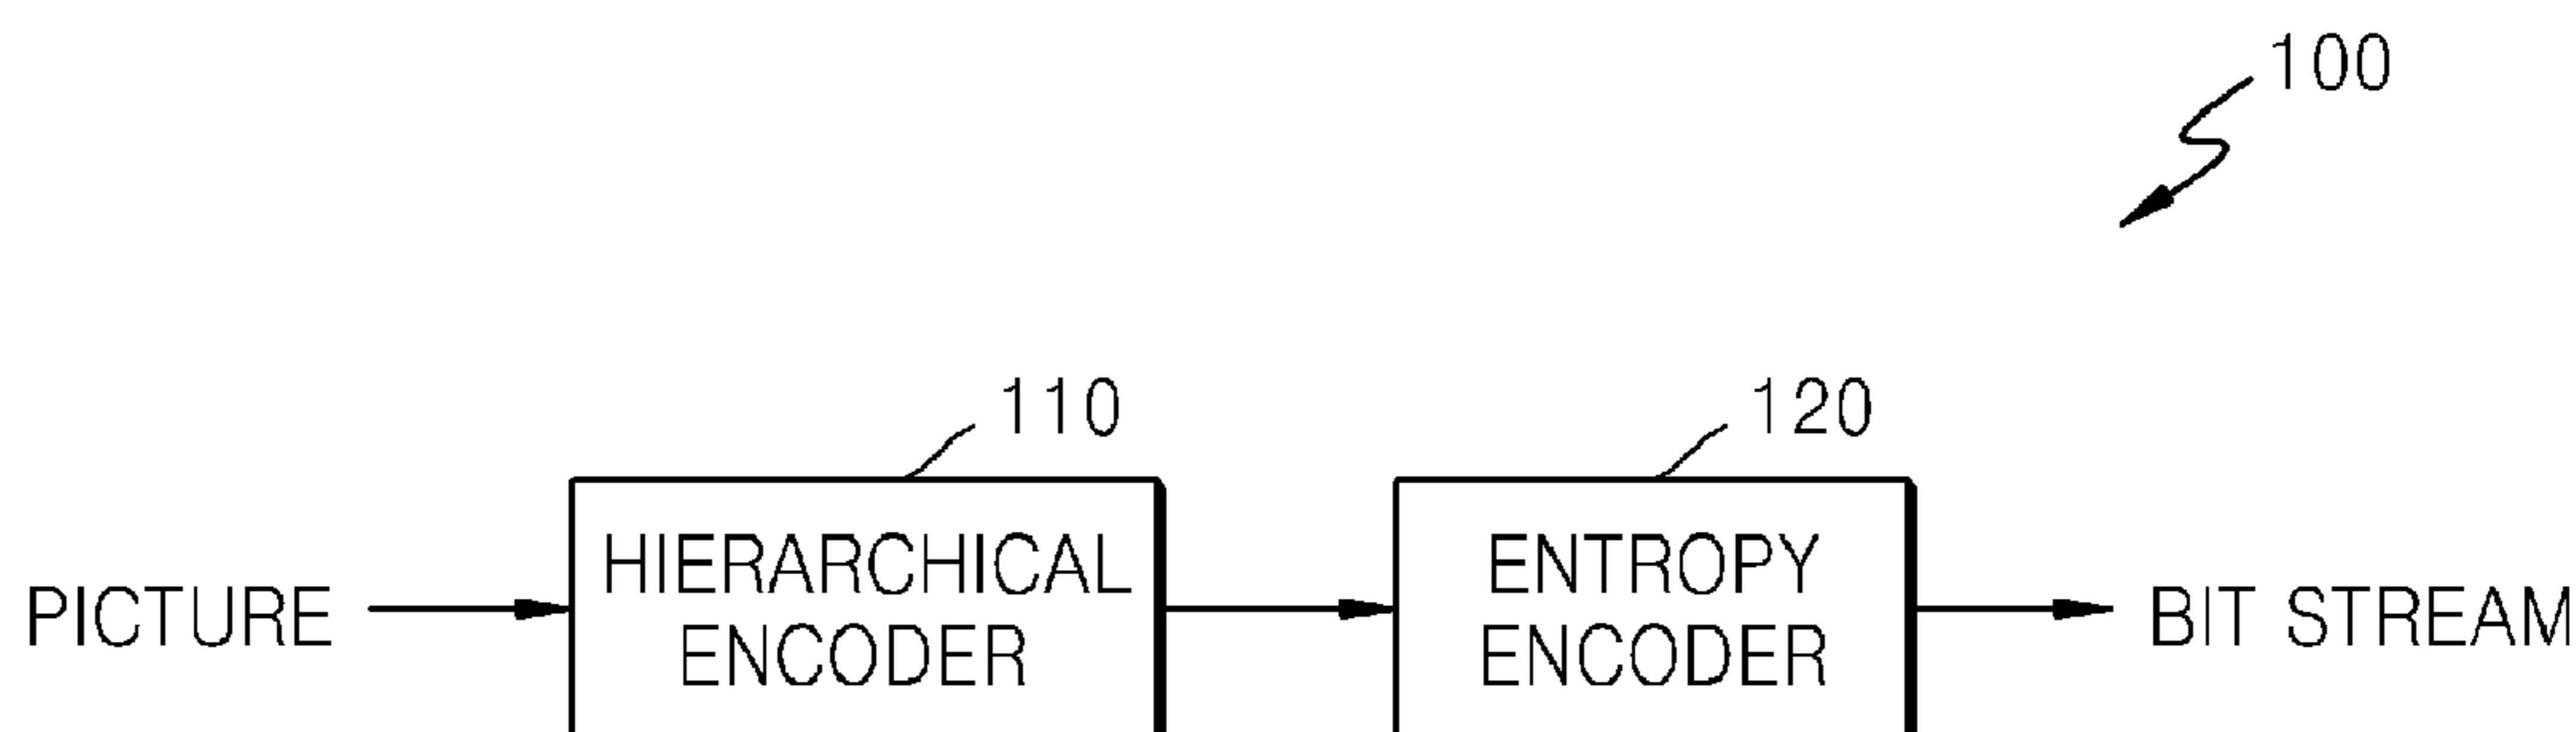 100
110
120
PICTURE
HIERARCHICAL
ENCODER
ENTROPY
ENCODER
BIT STREAM